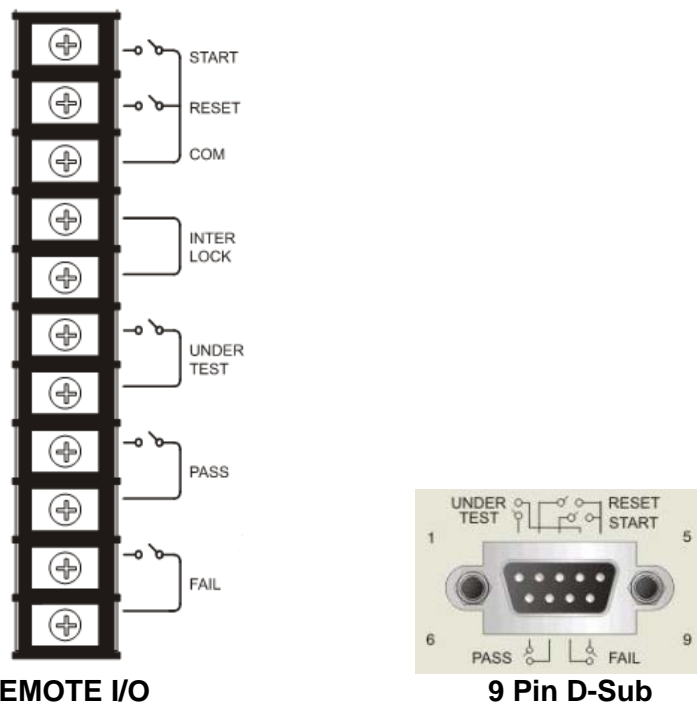 START
RESET
COM
INTER
LOCK
UNDER
TEST
PASS
FAIL
EMOTE I/O
UNDER
TEST
RESET
START
1
5
6
9
PASS
FAIL
9 Pin D-Sub